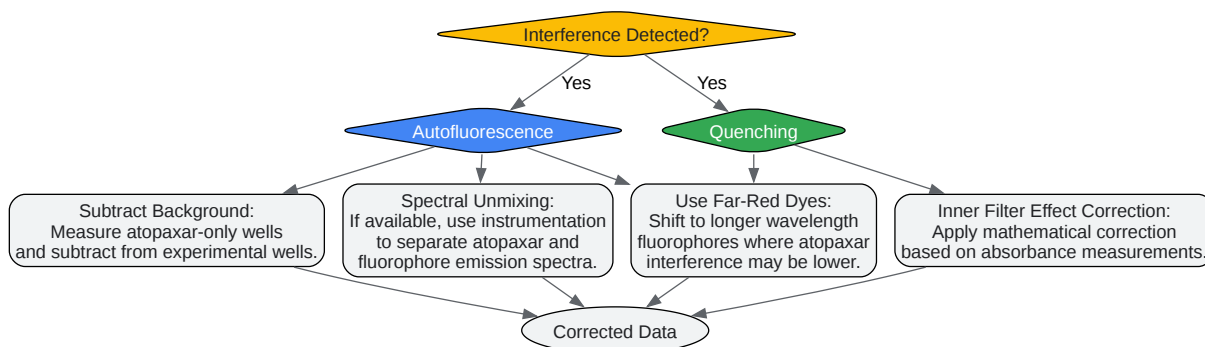 Interference Detected?
Yes
Yes
Autofluorescence
Quenching
Subtract Background:
Measure atopaxar-only wells
and subtract from experimental wells.
Spectral Unmixing:
If available, use instrumentation
to separate atopaxar and
fluorophore emission spectra.
Use Far-Red Dyes:
Shift to longer wavelength
fluorophores where atopaxar
interference may be lower.
Inner Filter Effect Correction:
Apply mathematical correction
based on absorbance measurements.
Corrected Data